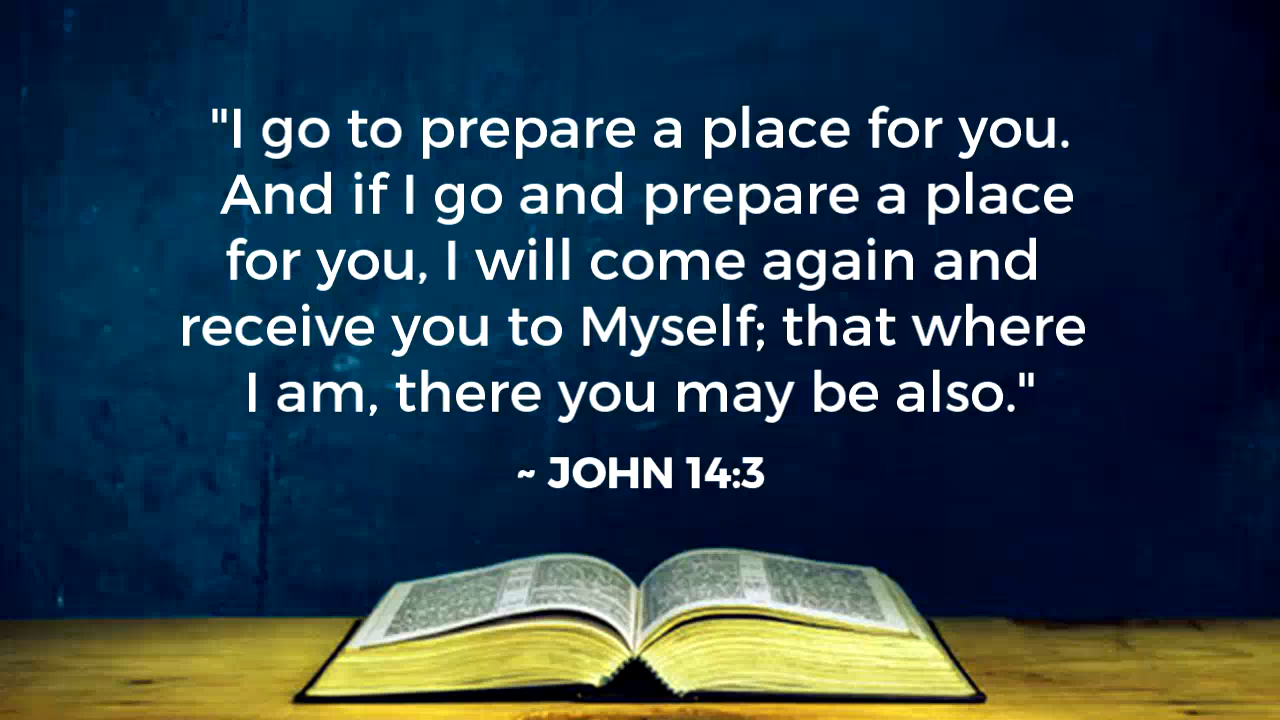 "I go to prepare a place for you.
And if I go and prepare a place
for you, I will come again and
receive you to Myself; that where
I am, there you may be also."
~ JOHN 14:3